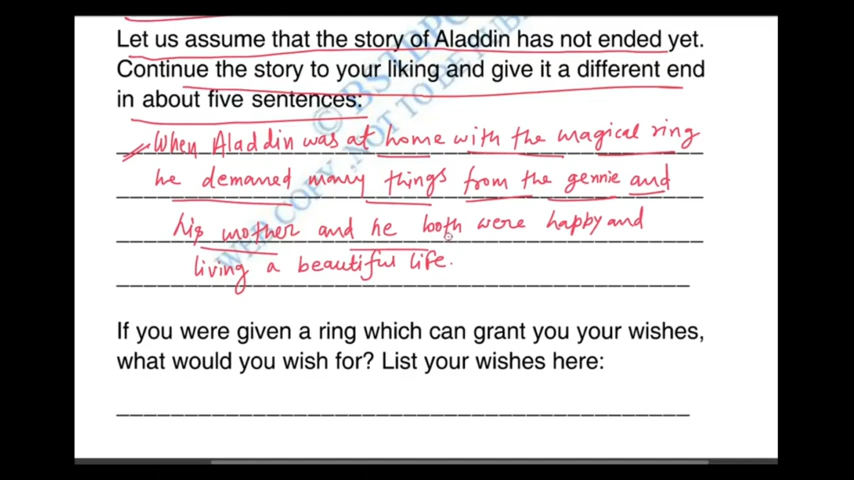 Let us assume that the story of Aladdin has not ended yet.
Continue the story to your liking and give it a different end
in about five sentences:
When Aladdin was at home with the magical ring
he demaned many things from the gennie and
his mother and he both were happy and
living a beautiful life.
If you were given a ring which can grant you your wishes,
what would you wish for? List your wishes here: